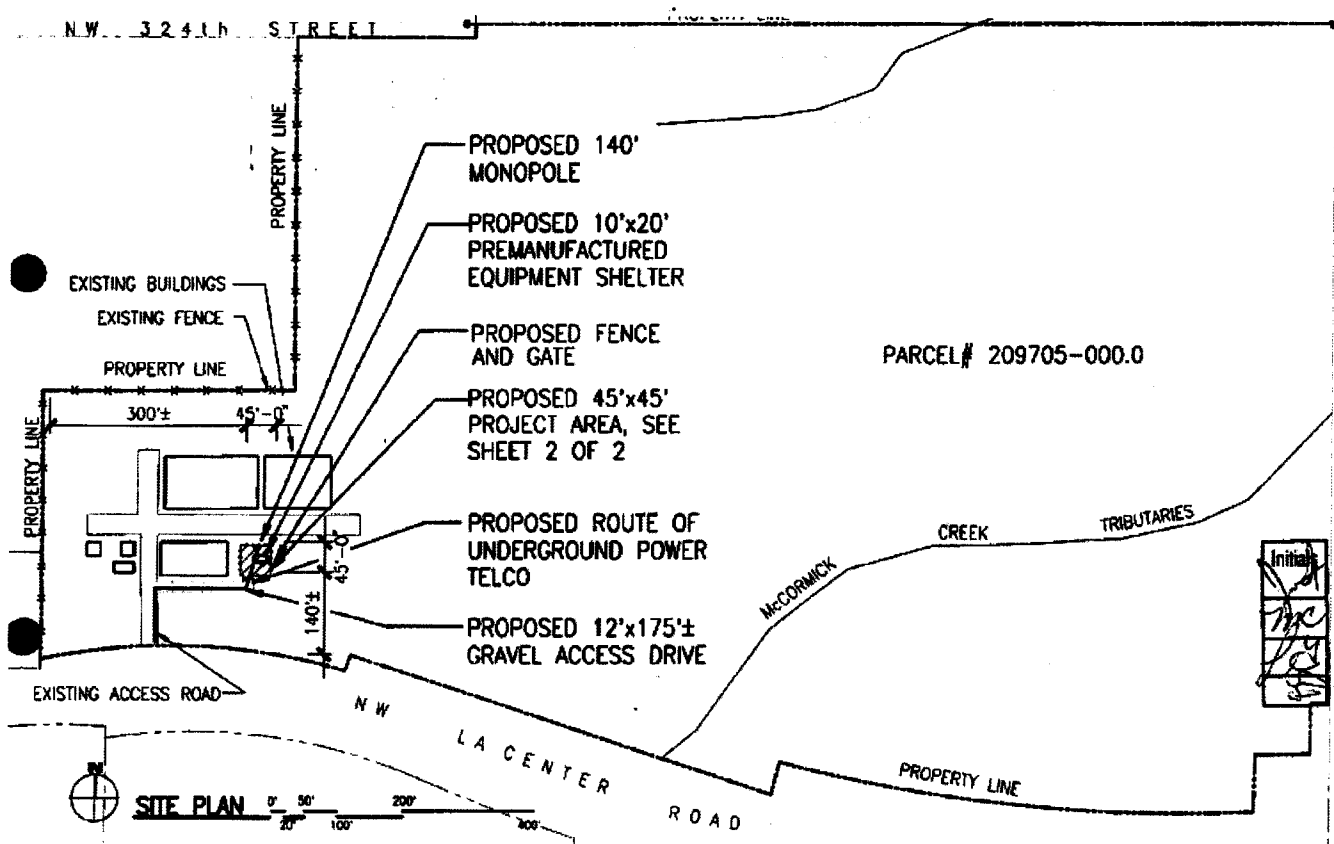 PROPERTY LINE
NW 324th STREET
PROPERTY LINE
PROPOSED 140'
MONOPOLE
PROPOSED 10'x20'
PREMANUFACTURED
EQUIPMENT SHELTER
EXISTING BUILDINGS
EXISTING FENCE
PROPERTY LINE
PROPOSED FENCE
AND GATE
PARCEL# 209705-000.0
PROPOSED 45'x45'
PROJECT AREA, SEE
SHEET 2 OF 2
300'±
45'-0"
PROPERTY LINE
PROPOSED ROUTE OF
UNDERGROUND POWER
TELCO
45'-0"
140'±
PROPOSED 12'x175'±
GRAVEL ACCESS DRIVE
McCORMICK CREEK TRIBUTARIES
Initials
EXISTING ACCESS ROAD
NW LA CENTER ROAD
PROPERTY LINE
N
SITE PLAN
0' 50' 200'
20' 100' 400'